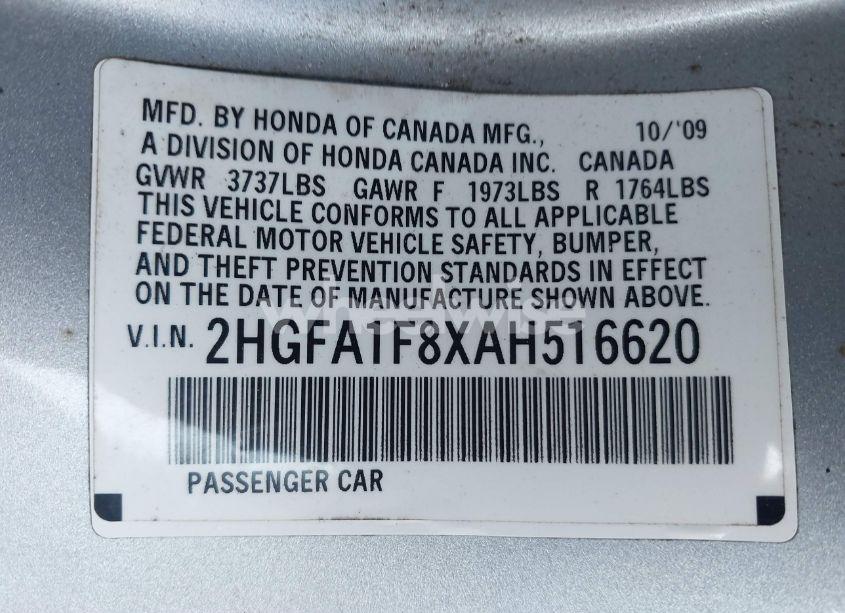 MFD. BY HONDA OF CANADA MFG., 10/'09
A DIVISION OF HONDA CANADA INC. CANADA
GVWR 3737LBS GAWR F 1973LBS R 1764LBS
THIS VEHICLE CONFORMS TO ALL APPLICABLE
FEDERAL MOTOR VEHICLE SAFETY, BUMPER,
AND THEFT PREVENTION STANDARDS IN EFFECT
ON THE DATE OF MANUFACTURE SHOWN ABOVE.
wheelwise
V.I.N. 2HGFA1F8XAH516620
PASSENGER CAR